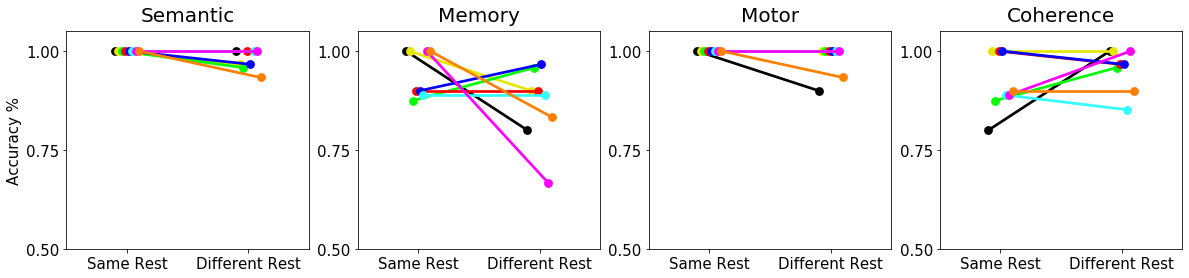 Semantic
Memory
Motor
Coherence
Accuracy %
1.00
0.75
0.50
Same Rest
Different Rest
1.00
0.75
0.50
Same Rest
Different Rest
1.00
0.75
0.50
Same Rest
Different Rest
1.00
0.75
0.50
Same Rest
Different Rest